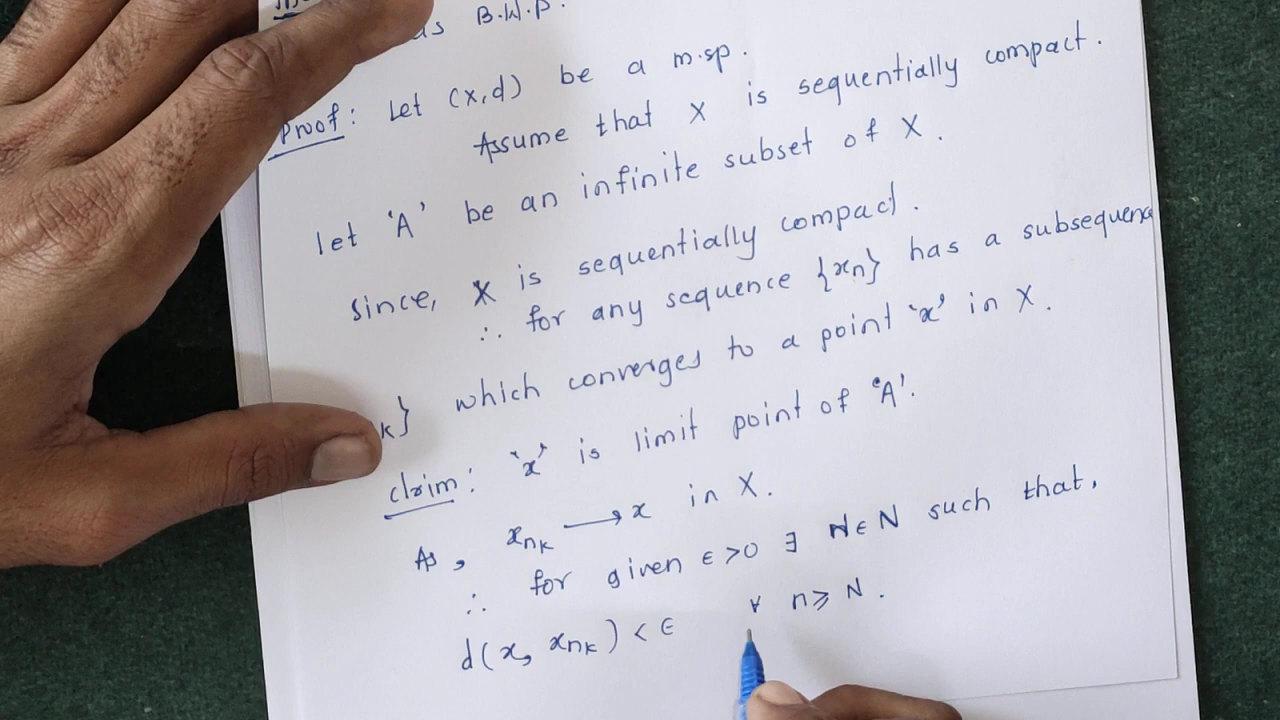 as B.W.P.
Proof: Let (x,d) be a m.sp.
Assume that X is sequentially compact.
let 'A' be an infinite subset of X.
since, X is sequentially compact.
∴ for any sequence {xn} has a subsequenc
k} which converges to a point 'x' in X.
claim: 'x' is limit point of 'A'.
As, xnk ⟶ x in X.
∴ for given ϵ>0 ∃ N∈N such that,
d(x, xnk) < ϵ ∀ n ≥ N.